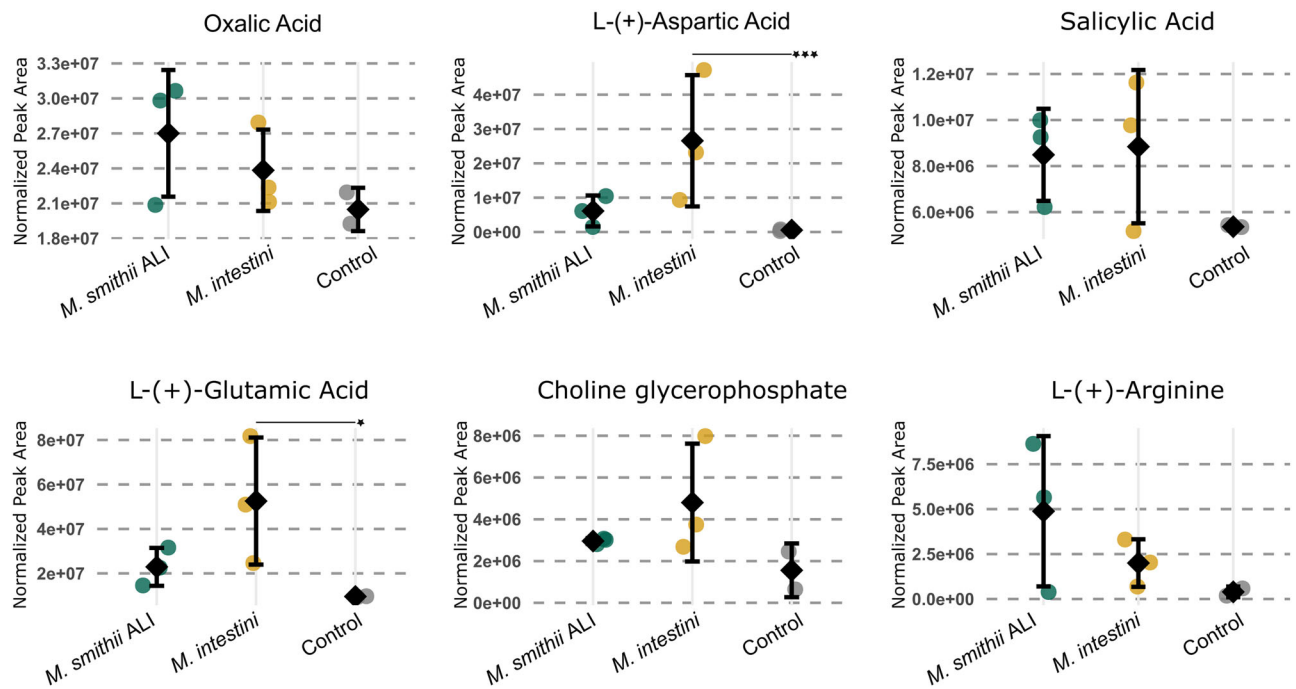 Oxalic Acid
L-(+)-Aspartic Acid
Salicylic Acid
Normalized Peak Area
3.3e+07
3.0e+07
2.7e+07
2.4e+07
2.1e+07
1.8e+07
M. smithii ALI
M. intestini
Control
Normalized Peak Area
4e+07
3e+07
2e+07
1e+07
0e+00
M. smithii ALI
M. intestini
Control
Normalized Peak Area
1.2e+07
1.0e+07
8.0e+06
6.0e+06
M. smithii ALI
M. intestini
Control
L-(+)-Glutamic Acid
Choline glycerophosphate
L-(+)-Arginine
Normalized Peak Area
8e+07
6e+07
4e+07
2e+07
M. smithii ALI
M. intestini
Control
Normalized Peak Area
8e+06
6e+06
4e+06
2e+06
0e+00
M. smithii ALI
M. intestini
Control
Normalized Peak Area
7.5e+06
5.0e+06
2.5e+06
0.0e+00
M. smithii ALI
M. intestini
Control